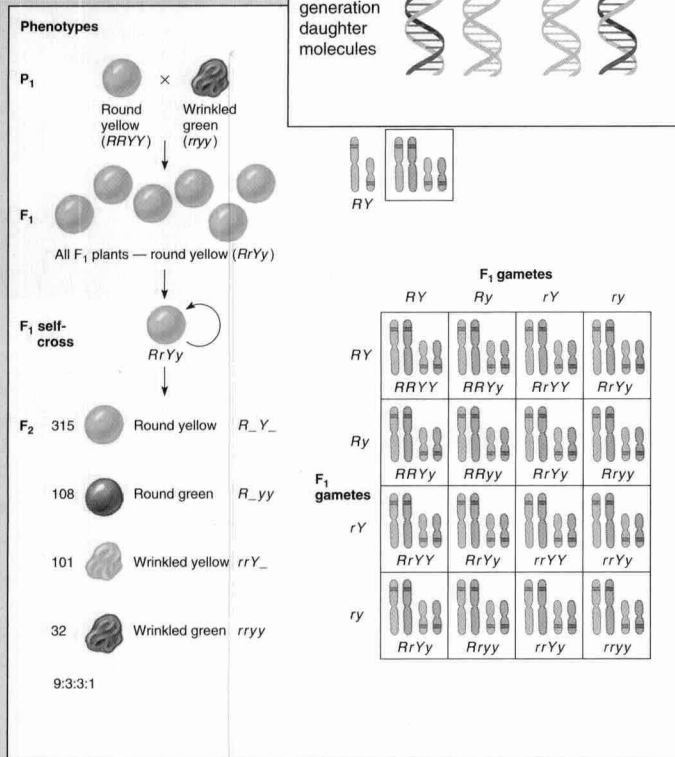 generation
daughter
molecules
Phenotypes
P1
×
Round
yellow
(RRYY)
Wrinkled
green
(rryy)
F1
All F1 plants — round yellow (RrYy)
F1 self-
cross
RrYy
F2 315 Round yellow R_Y_
108 Round green R_yy
101 Wrinkled yellow rrY_
32 Wrinkled green rryy
9:3:3:1
RY
F1 gametes
RY Ry rY ry
RY
RRYY RRYy RrYY RrYy
Ry
RRYy RRyy RrYy Rryy
F1
gametes
rY
RrYY RrYy rrYY rrYy
ry
RrYy Rryy rrYy rryy